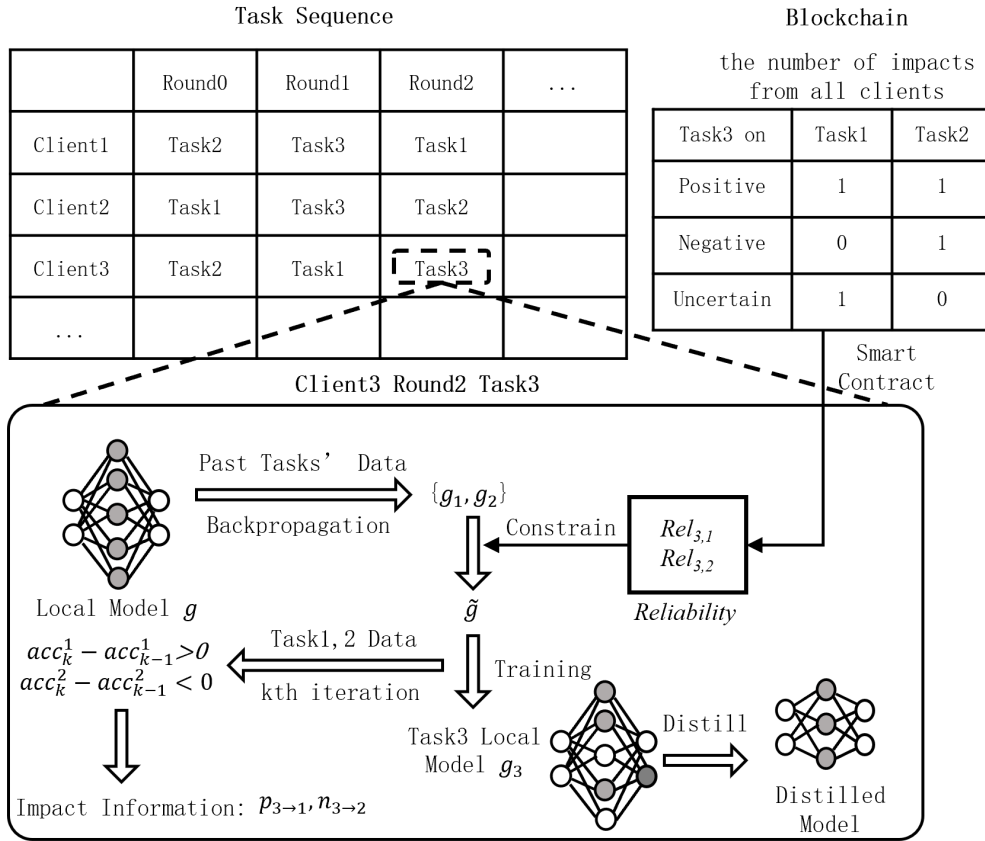 Task Sequence
Blockchain
the number of impacts
from all clients
Round0 Round1 Round2 ...
Client1 Task2 Task3 Task1
Client2 Task1 Task3 Task2
Client3 Task2 Task1 Task3
...
Task3 on Task1 Task2
Positive 1 1
Negative 0 1
Uncertain 1 0
Smart
Contract
Client3 Round2 Task3
Past Tasks' Data
Backpropagation
{g₁, g₂}
Constrain
Rel₃,₁
Rel₃,₂
Reliability
Local Model g
g̃
Task1,2 Data
kth iteration
acc¹ₖ − acc¹ₖ₋₁ >0
acc²ₖ − acc²ₖ₋₁ < 0
Training
Task3 Local
Model g₃
Distill
Distilled
Model
Impact Information: p₃→₁, n₃→₂